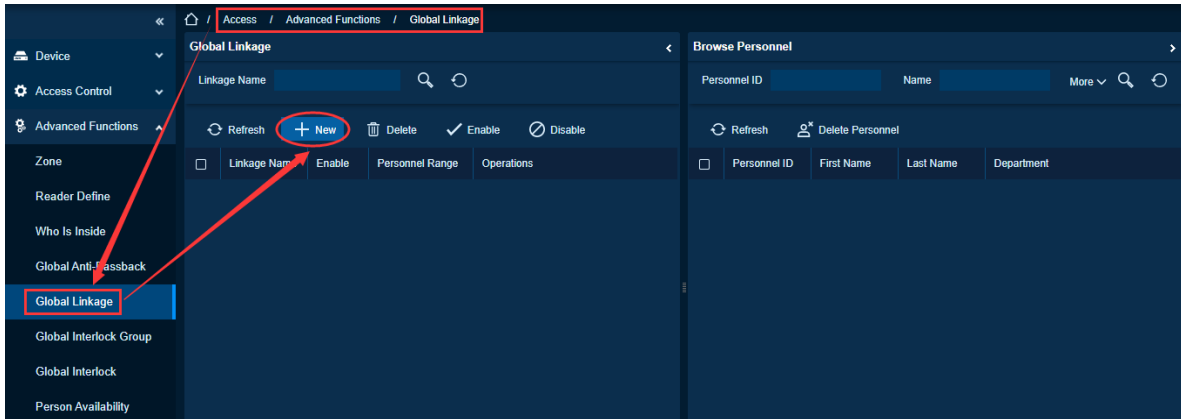 « / Access / Advanced Functions / Global Linkage
Device
Access Control
Advanced Functions
Zone
Reader Define
Who Is Inside
Global Anti-Passback
Global Linkage
Global Interlock Group
Global Interlock
Person Availability
Global Linkage <
Linkage Name
Refresh + New Delete Enable Disable
Linkage Name Enable Personnel Range Operations
Browse Personnel >
Personnel ID Name More
Refresh Delete Personnel
Personnel ID First Name Last Name Department